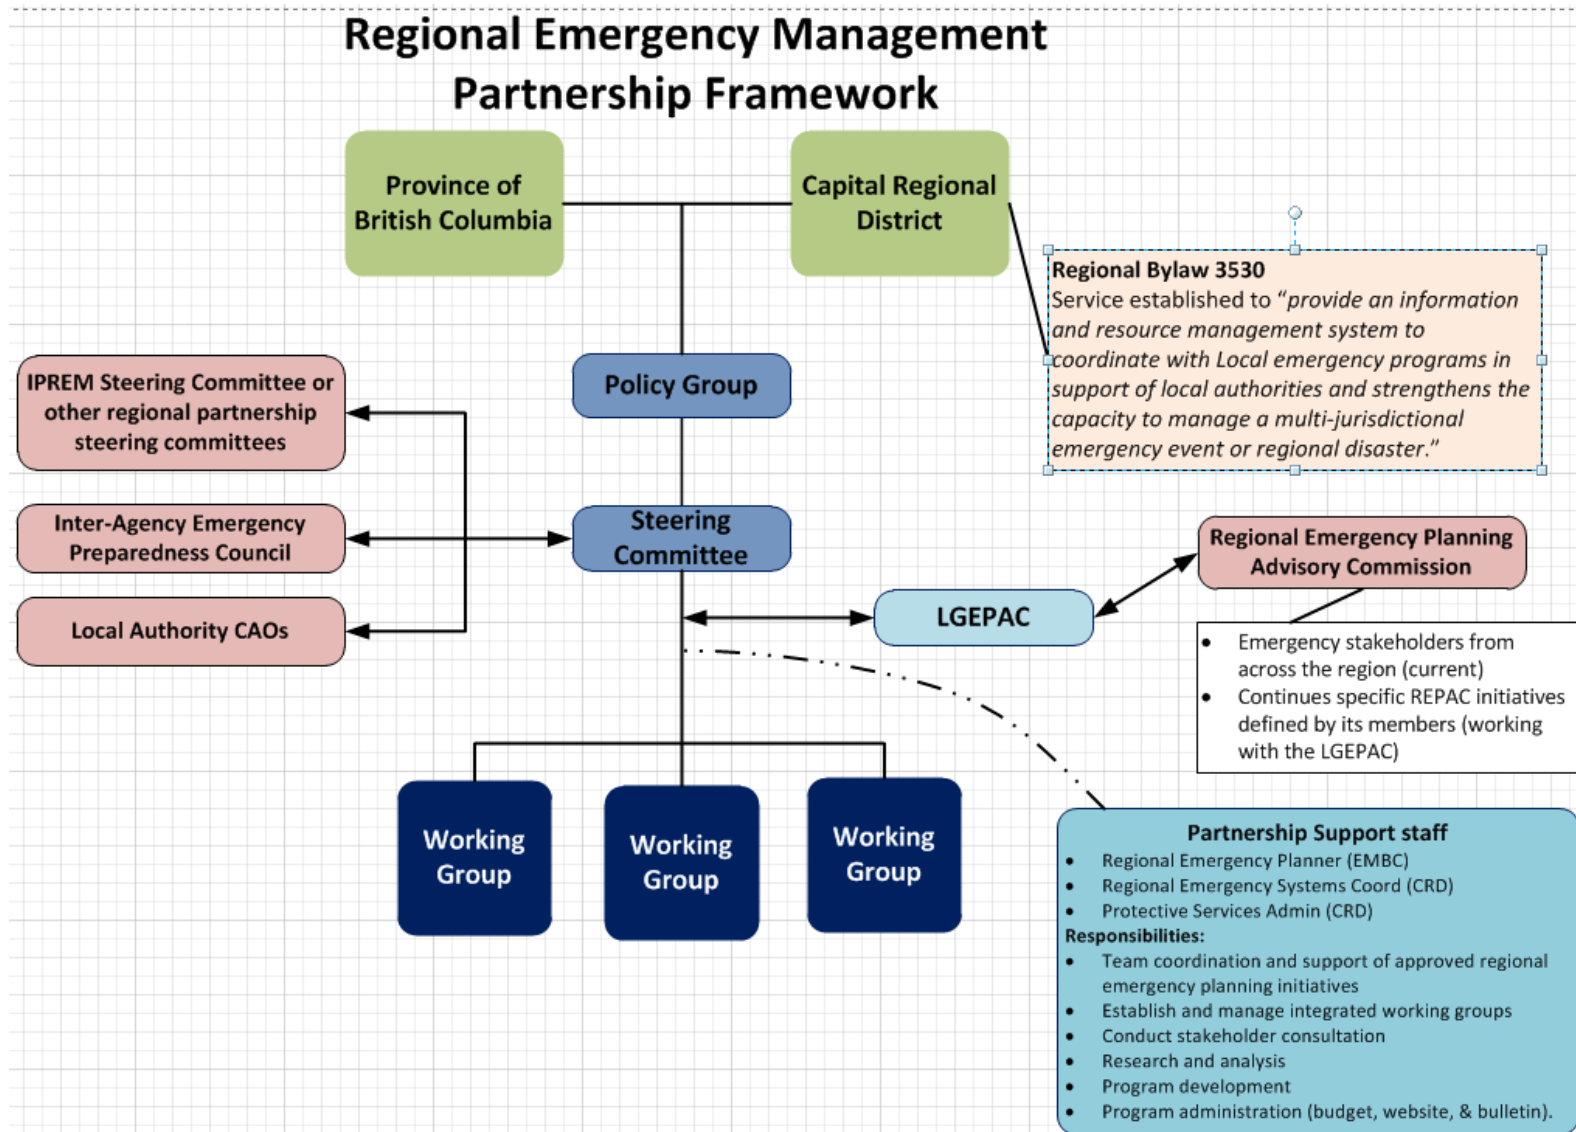 Regional Emergency Management
Partnership Framework
Province of
British Columbia
Capital Regional
District
Regional Bylaw 3530
Service established to “provide an information
and resource management system to
coordinate with Local emergency programs in
support of local authorities and strengthens the
capacity to manage a multi-jurisdictional
emergency event or regional disaster.”
IPREM Steering Committee or
other regional partnership
steering committees
Policy Group
Inter-Agency Emergency
Preparedness Council
Steering
Committee
Regional Emergency Planning
Advisory Commission
Local Authority CAOs
LGEPAC
• Emergency stakeholders from
across the region (current)
• Continues specific REPAC initiatives
defined by its members (working
with the LGEPAC)
Working
Group
Working
Group
Working
Group
Partnership Support staff
• Regional Emergency Planner (EMBC)
• Regional Emergency Systems Coord (CRD)
• Protective Services Admin (CRD)
Responsibilities:
• Team coordination and support of approved regional
emergency planning initiatives
• Establish and manage integrated working groups
• Conduct stakeholder consultation
• Research and analysis
• Program development
• Program administration (budget, website, & bulletin).